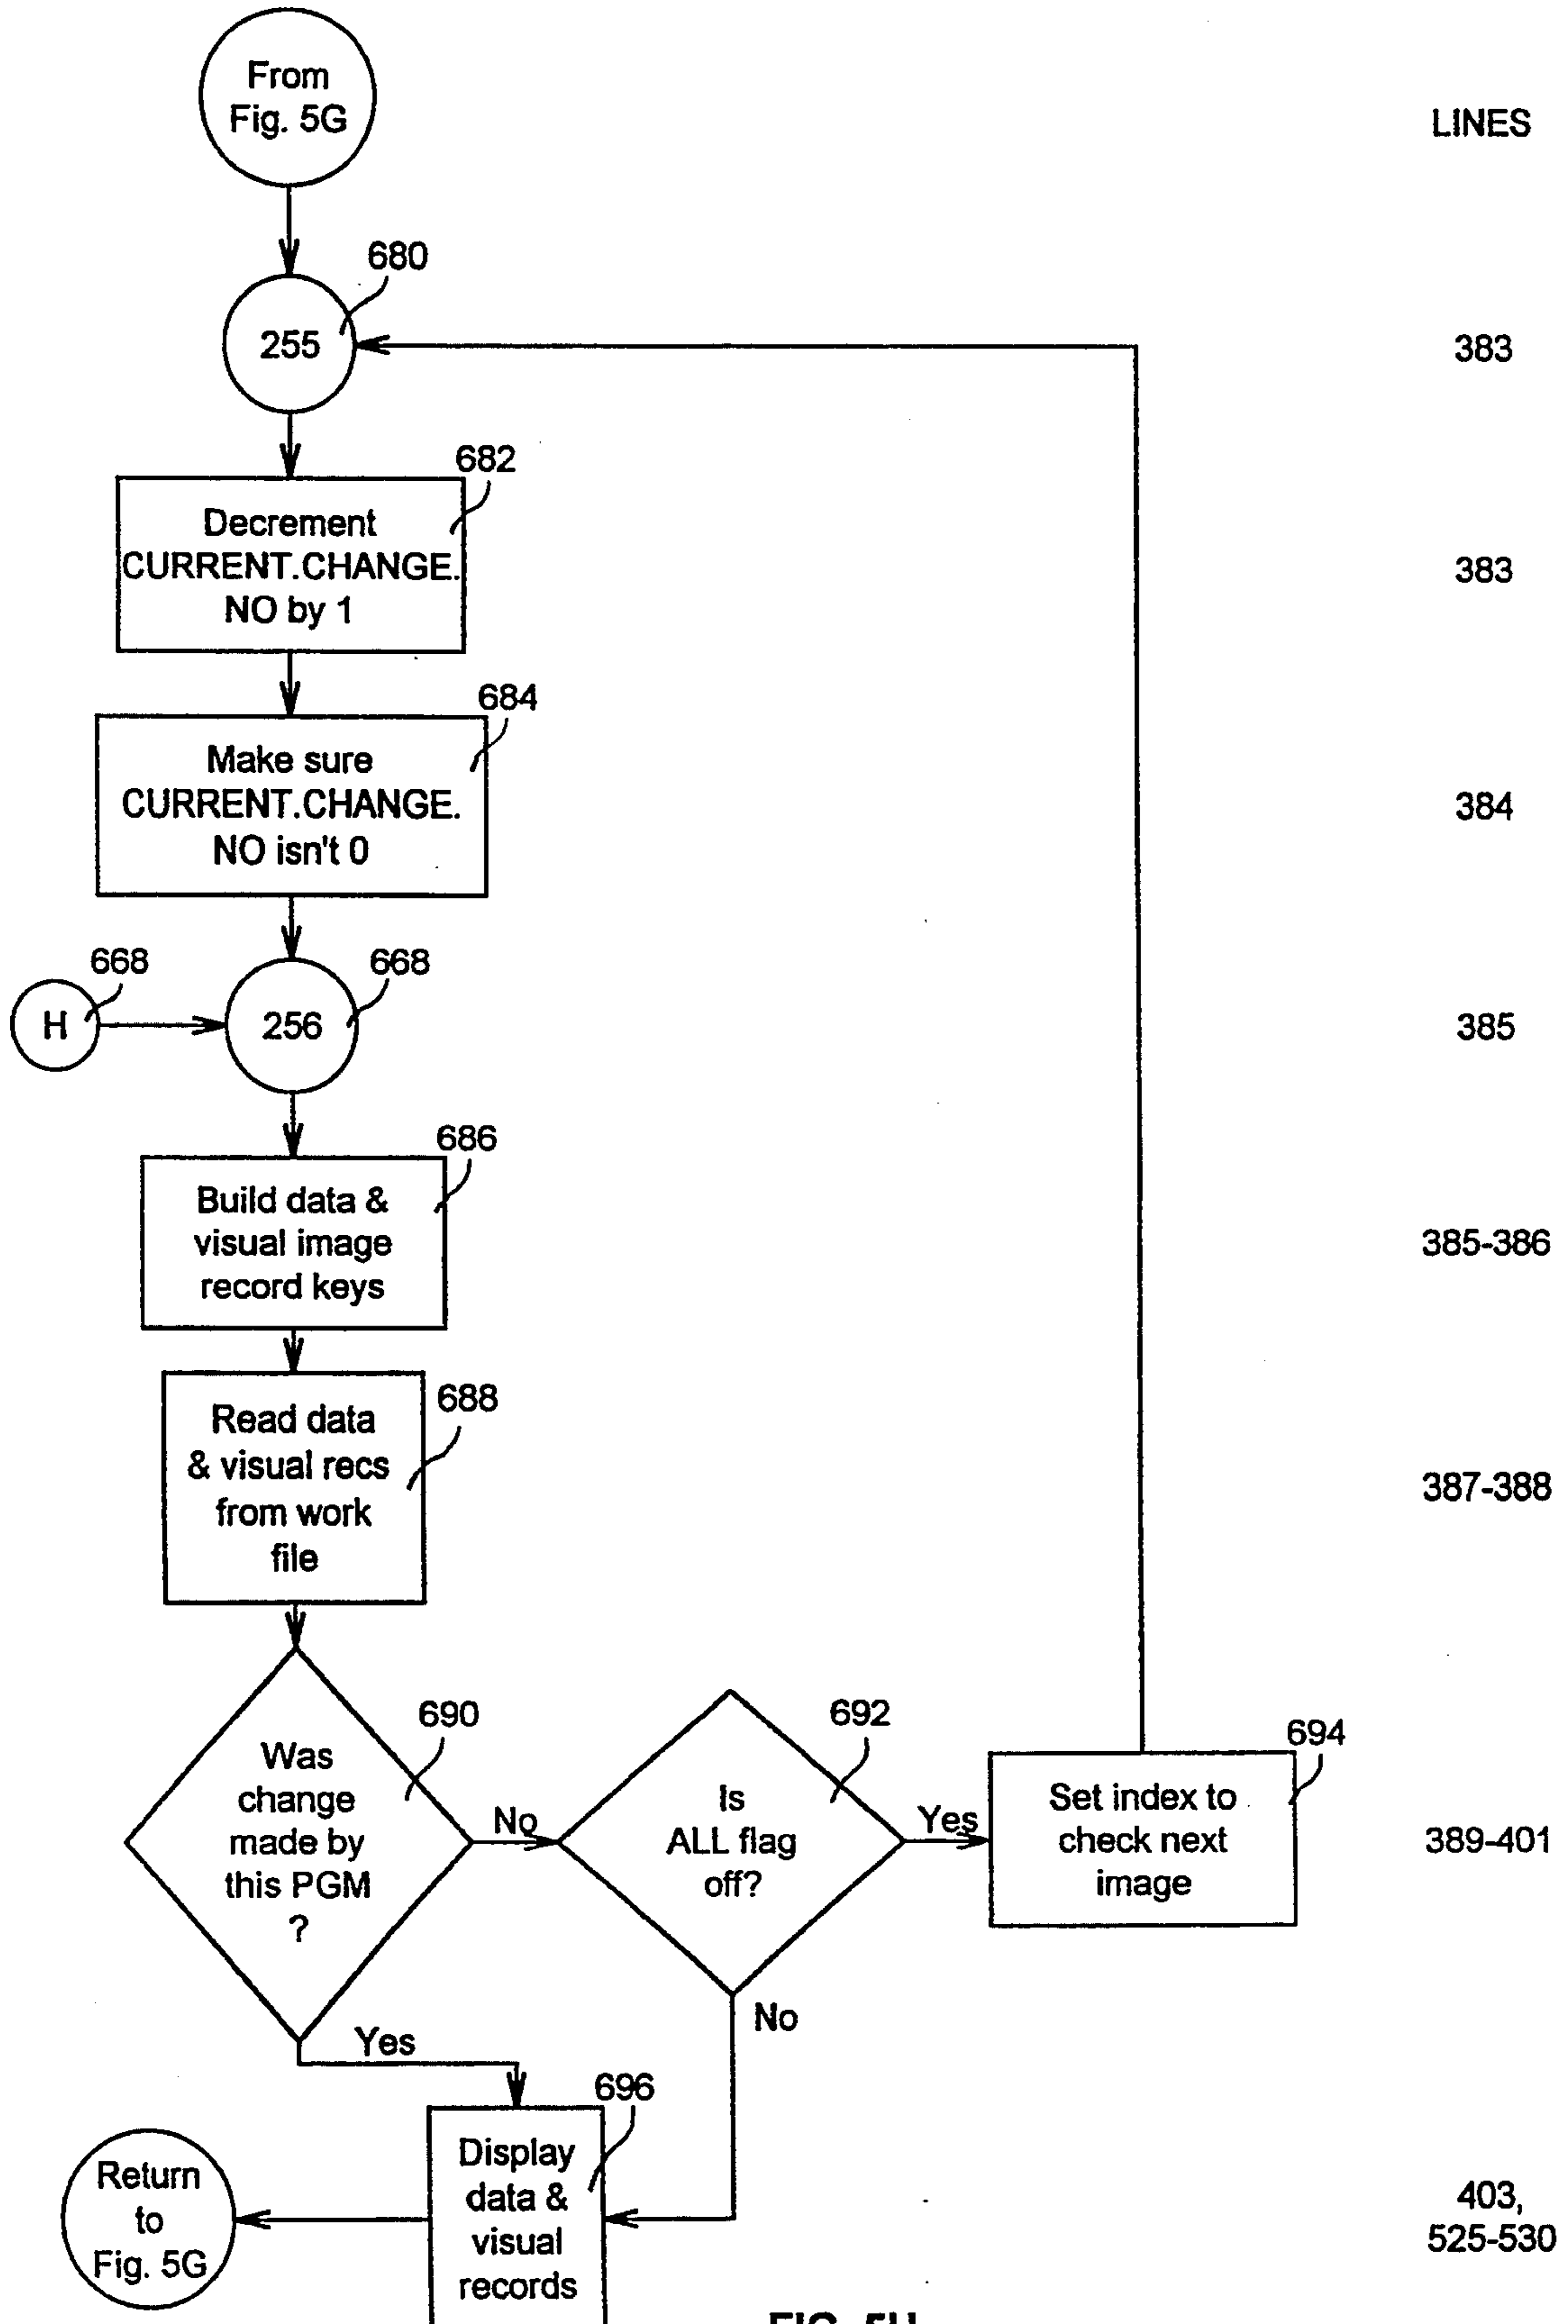 From
Fig. 5G
LINES
680
255
383
682
Decrement
CURRENT.CHANGE.
NO by 1
383
684
Make sure
CURRENT.CHANGE.
NO isn't 0
384
668
H
668
256
385
686
Build data &
visual image
record keys
385-386
688
Read data
& visual recs
from work
file
387-388
690
Was
change
made by
this PGM
?
No
692
Is
ALL flag
off?
Yes
694
Set index to
check next
image
389-401
Yes
No
696
Display
data &
visual
records
Return
to
Fig. 5G
403,
525-530